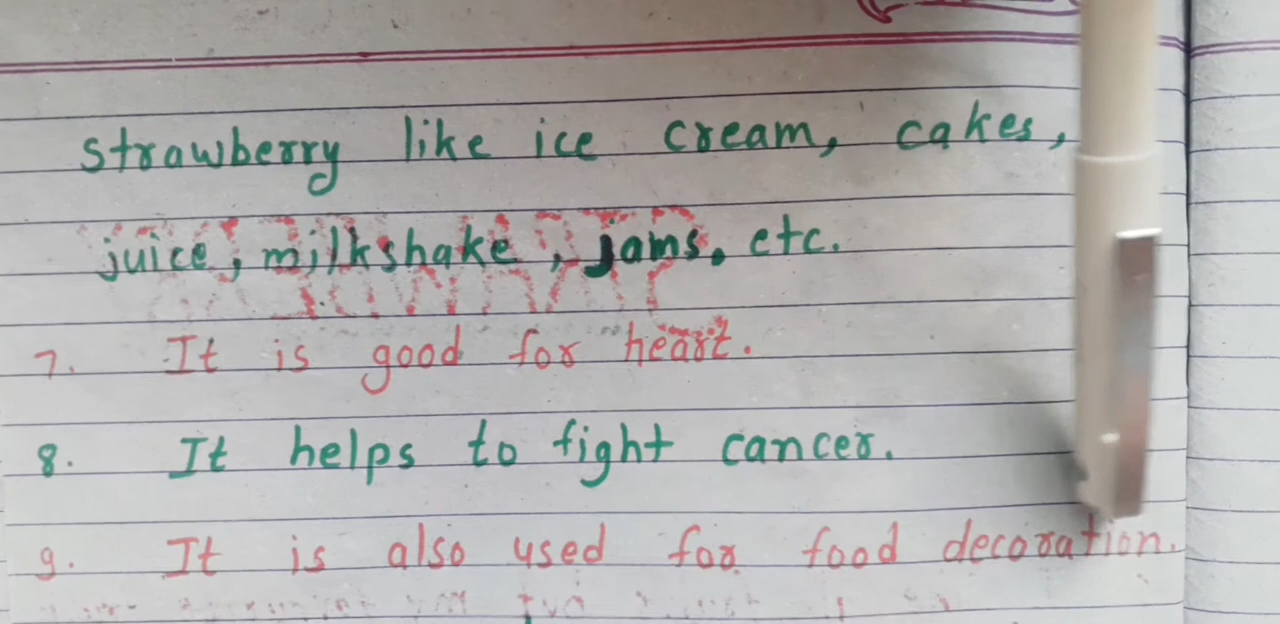 strawberry like ice cream, cakes,
juice, milkshake, jams, etc.
7. It is good for heart.
8. It helps to fight cancer.
9. It is also used for food decoration.